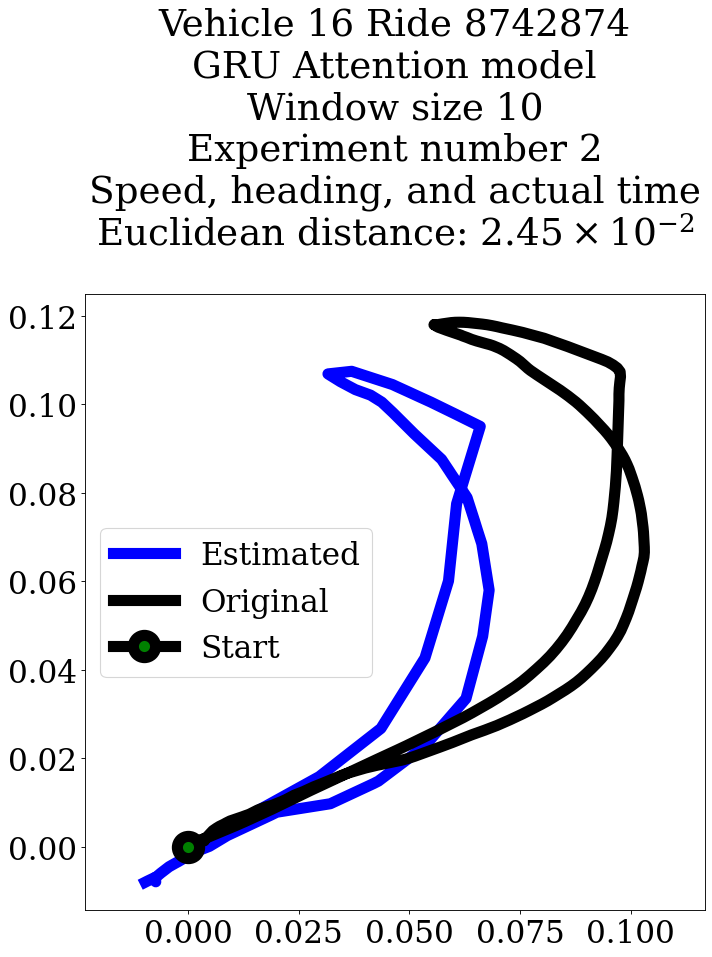 Vehicle 16 Ride 8742874
GRU Attention model
Window size 10
Experiment number 2
Speed, heading, and actual time
Euclidean distance: 2.45 × 10⁻²
0.12
0.10
0.08
0.06
0.04
0.02
0.00
Estimated
Original
Start
0.000 0.025 0.050 0.075 0.100